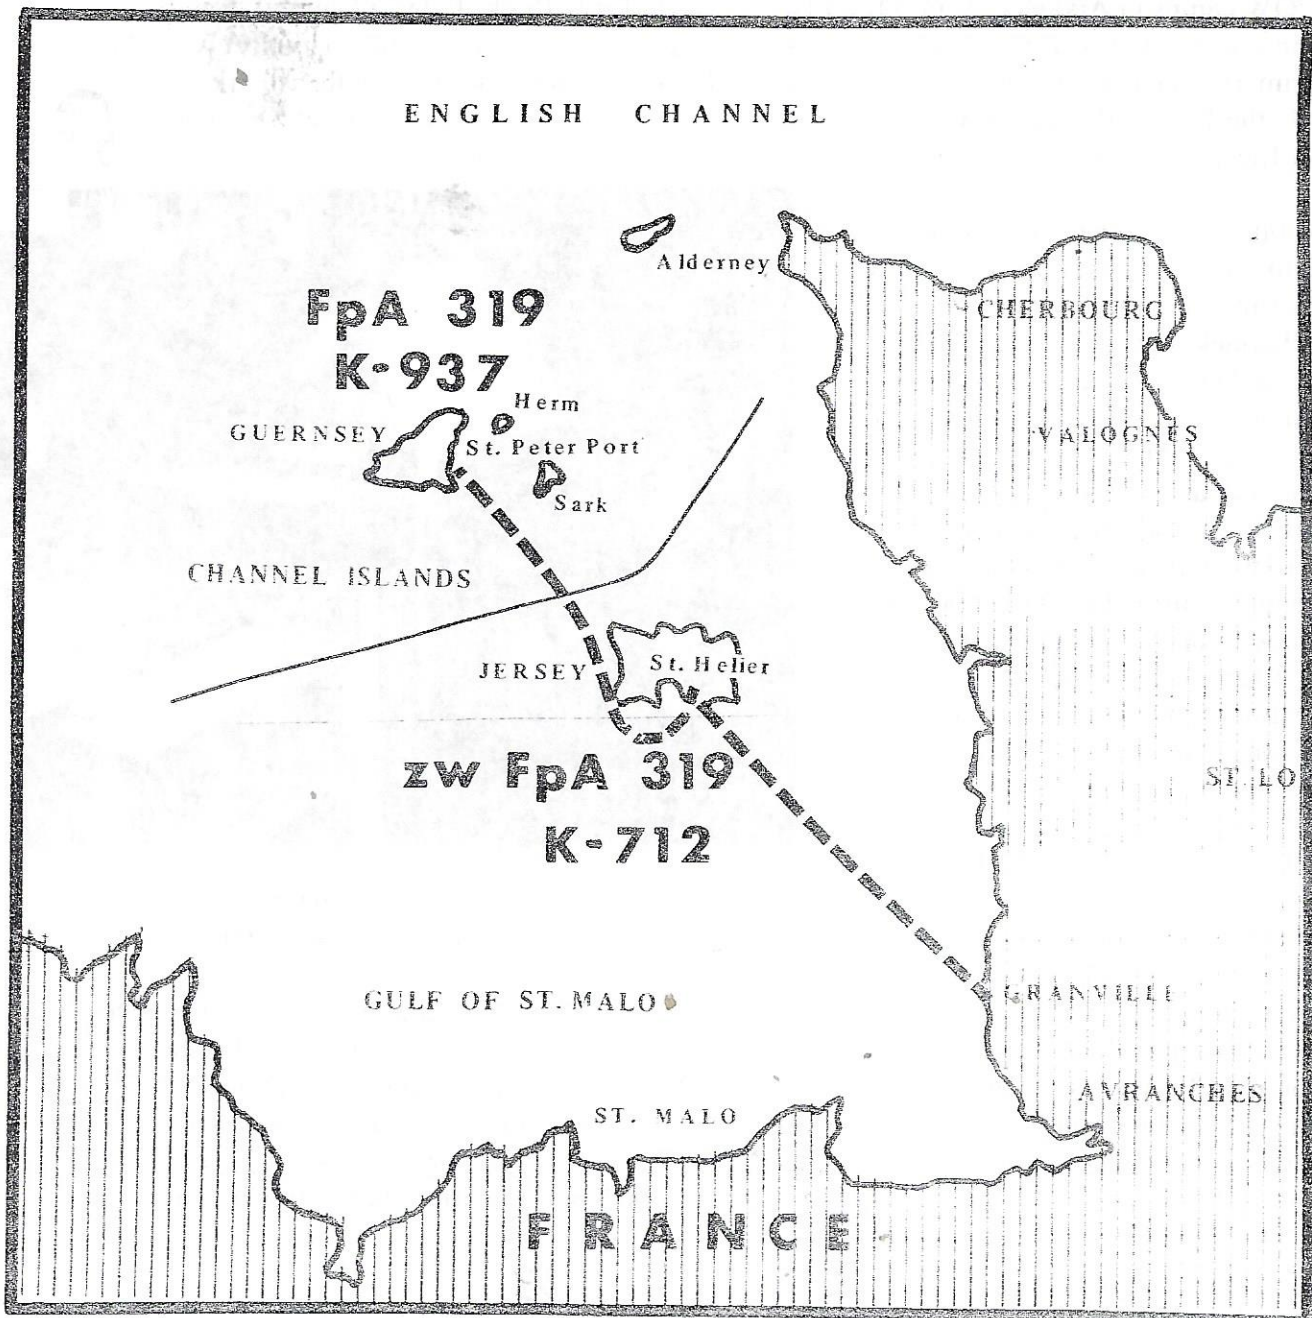 ENGLISH CHANNEL
Alderney
FpA 319
K-937
CHERBOURG
Herm
GUERNSEY
St. Peter Port
VALOGNES
Sark
CHANNEL ISLANDS
JERSEY
St. Helier
zw FpA 319
K-712
ST. LO
GULF OF ST. MALO
GRANVILLE
AVRANCHES
ST. MALO
FRANCE